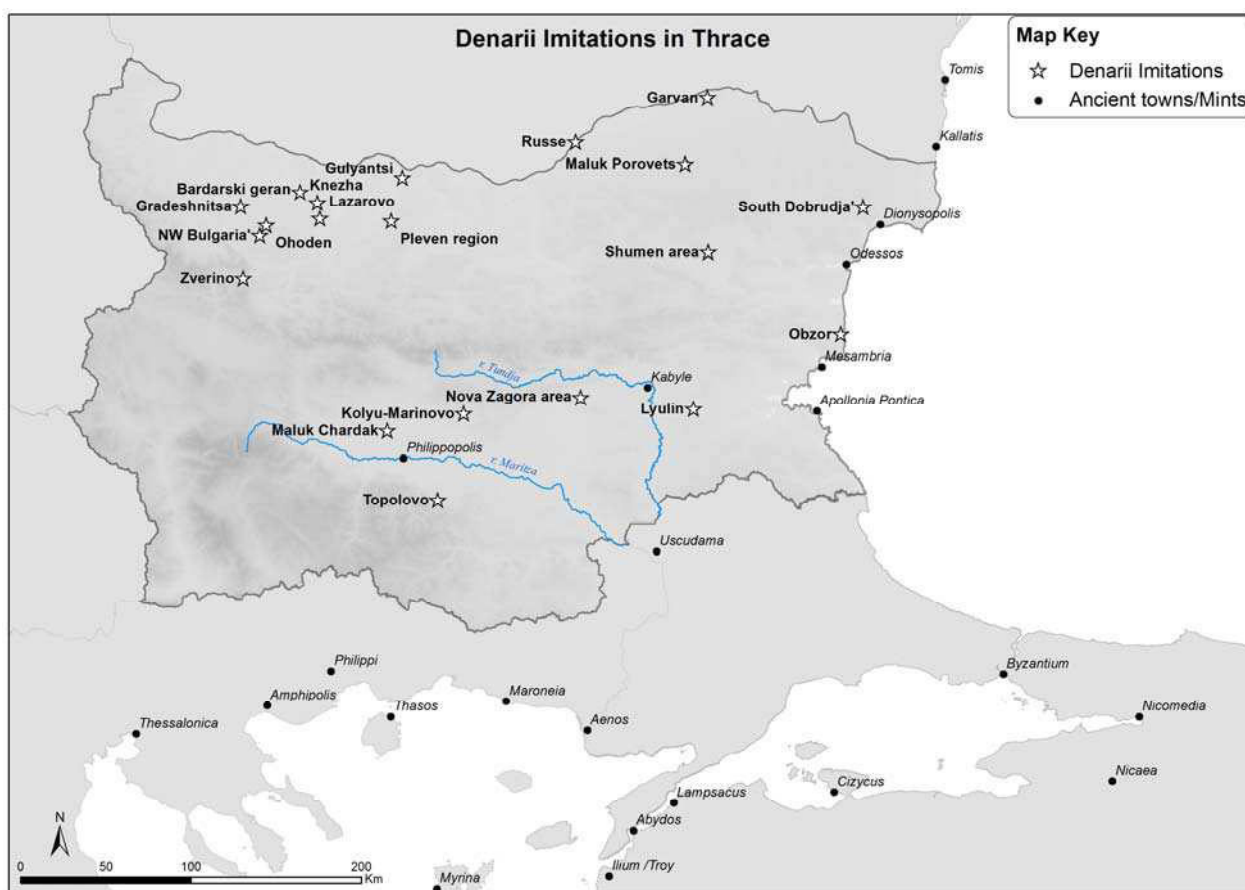 Denarii Imitations in Thrace
Map Key
Denarii Imitations
Ancient towns/Mints
Tomis
Garvan
Kallatis
Russe
Maluk Porovets
Gulyantsi
Bardarski geran
Knezha
Gradeshnitsa
Lazarovo
South Dobrudja'
Dionysopolis
NW Bulgaria'
Ohoden
Pleven region
Shumen area
Odessos
Zverino
Obzor
Mesambria
r. Tundja
Kabyle
Nova Zagora area
Lyulin
Apollonia Pontica
Kolyu-Marinovo
Maluk Chardak
Philippopolis
r. Maritza
Topolovo
Uscudama
Philippi
Byzantium
Amphipolis
Maroneia
Thasos
Nicomedia
Thessalonica
Aenos
Nicaea
Cizycus
Lampsacus
Abydos
N
Ilium /Troy
0 50 100 200
Km
Myrina